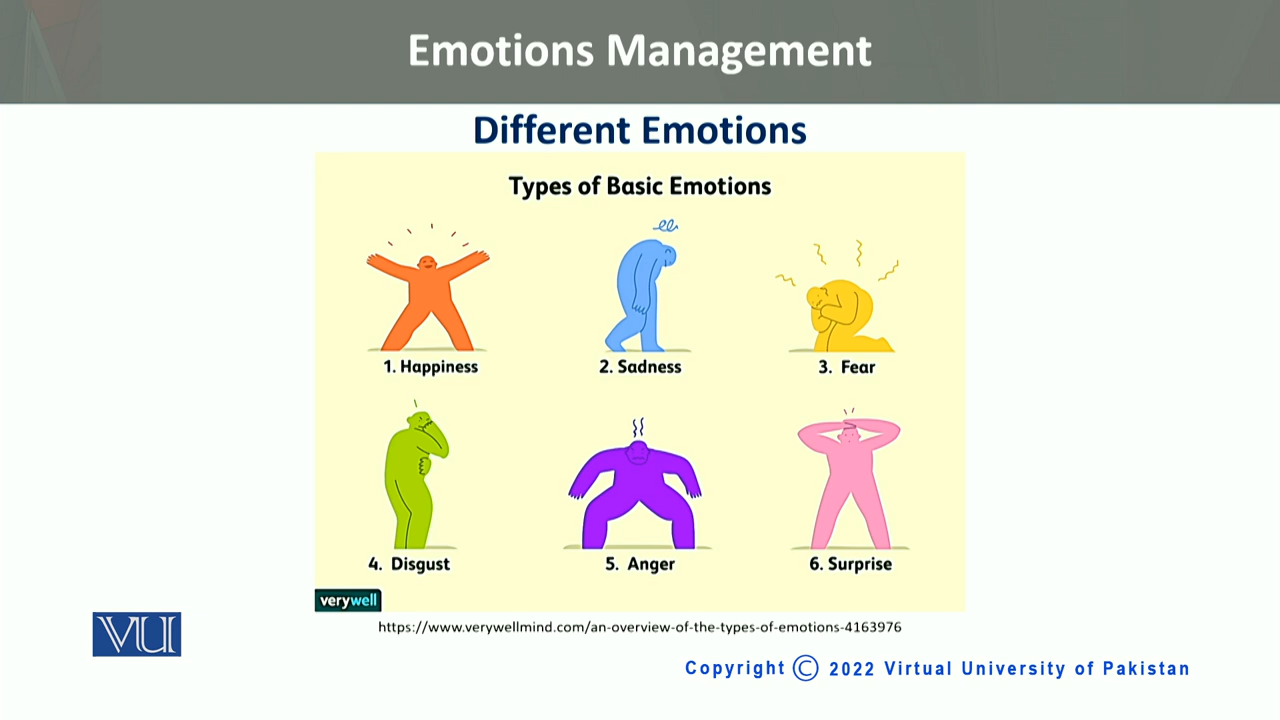 Emotions Management
Different Emotions
Types of Basic Emotions
1. Happiness
2. Sadness
3. Fear
4. Disgust
5. Anger
6. Surprise
verywell
https://www.verywellmind.com/an-overview-of-the-types-of-emotions-4163976
VU
Copyright © 2022 Virtual University of Pakistan